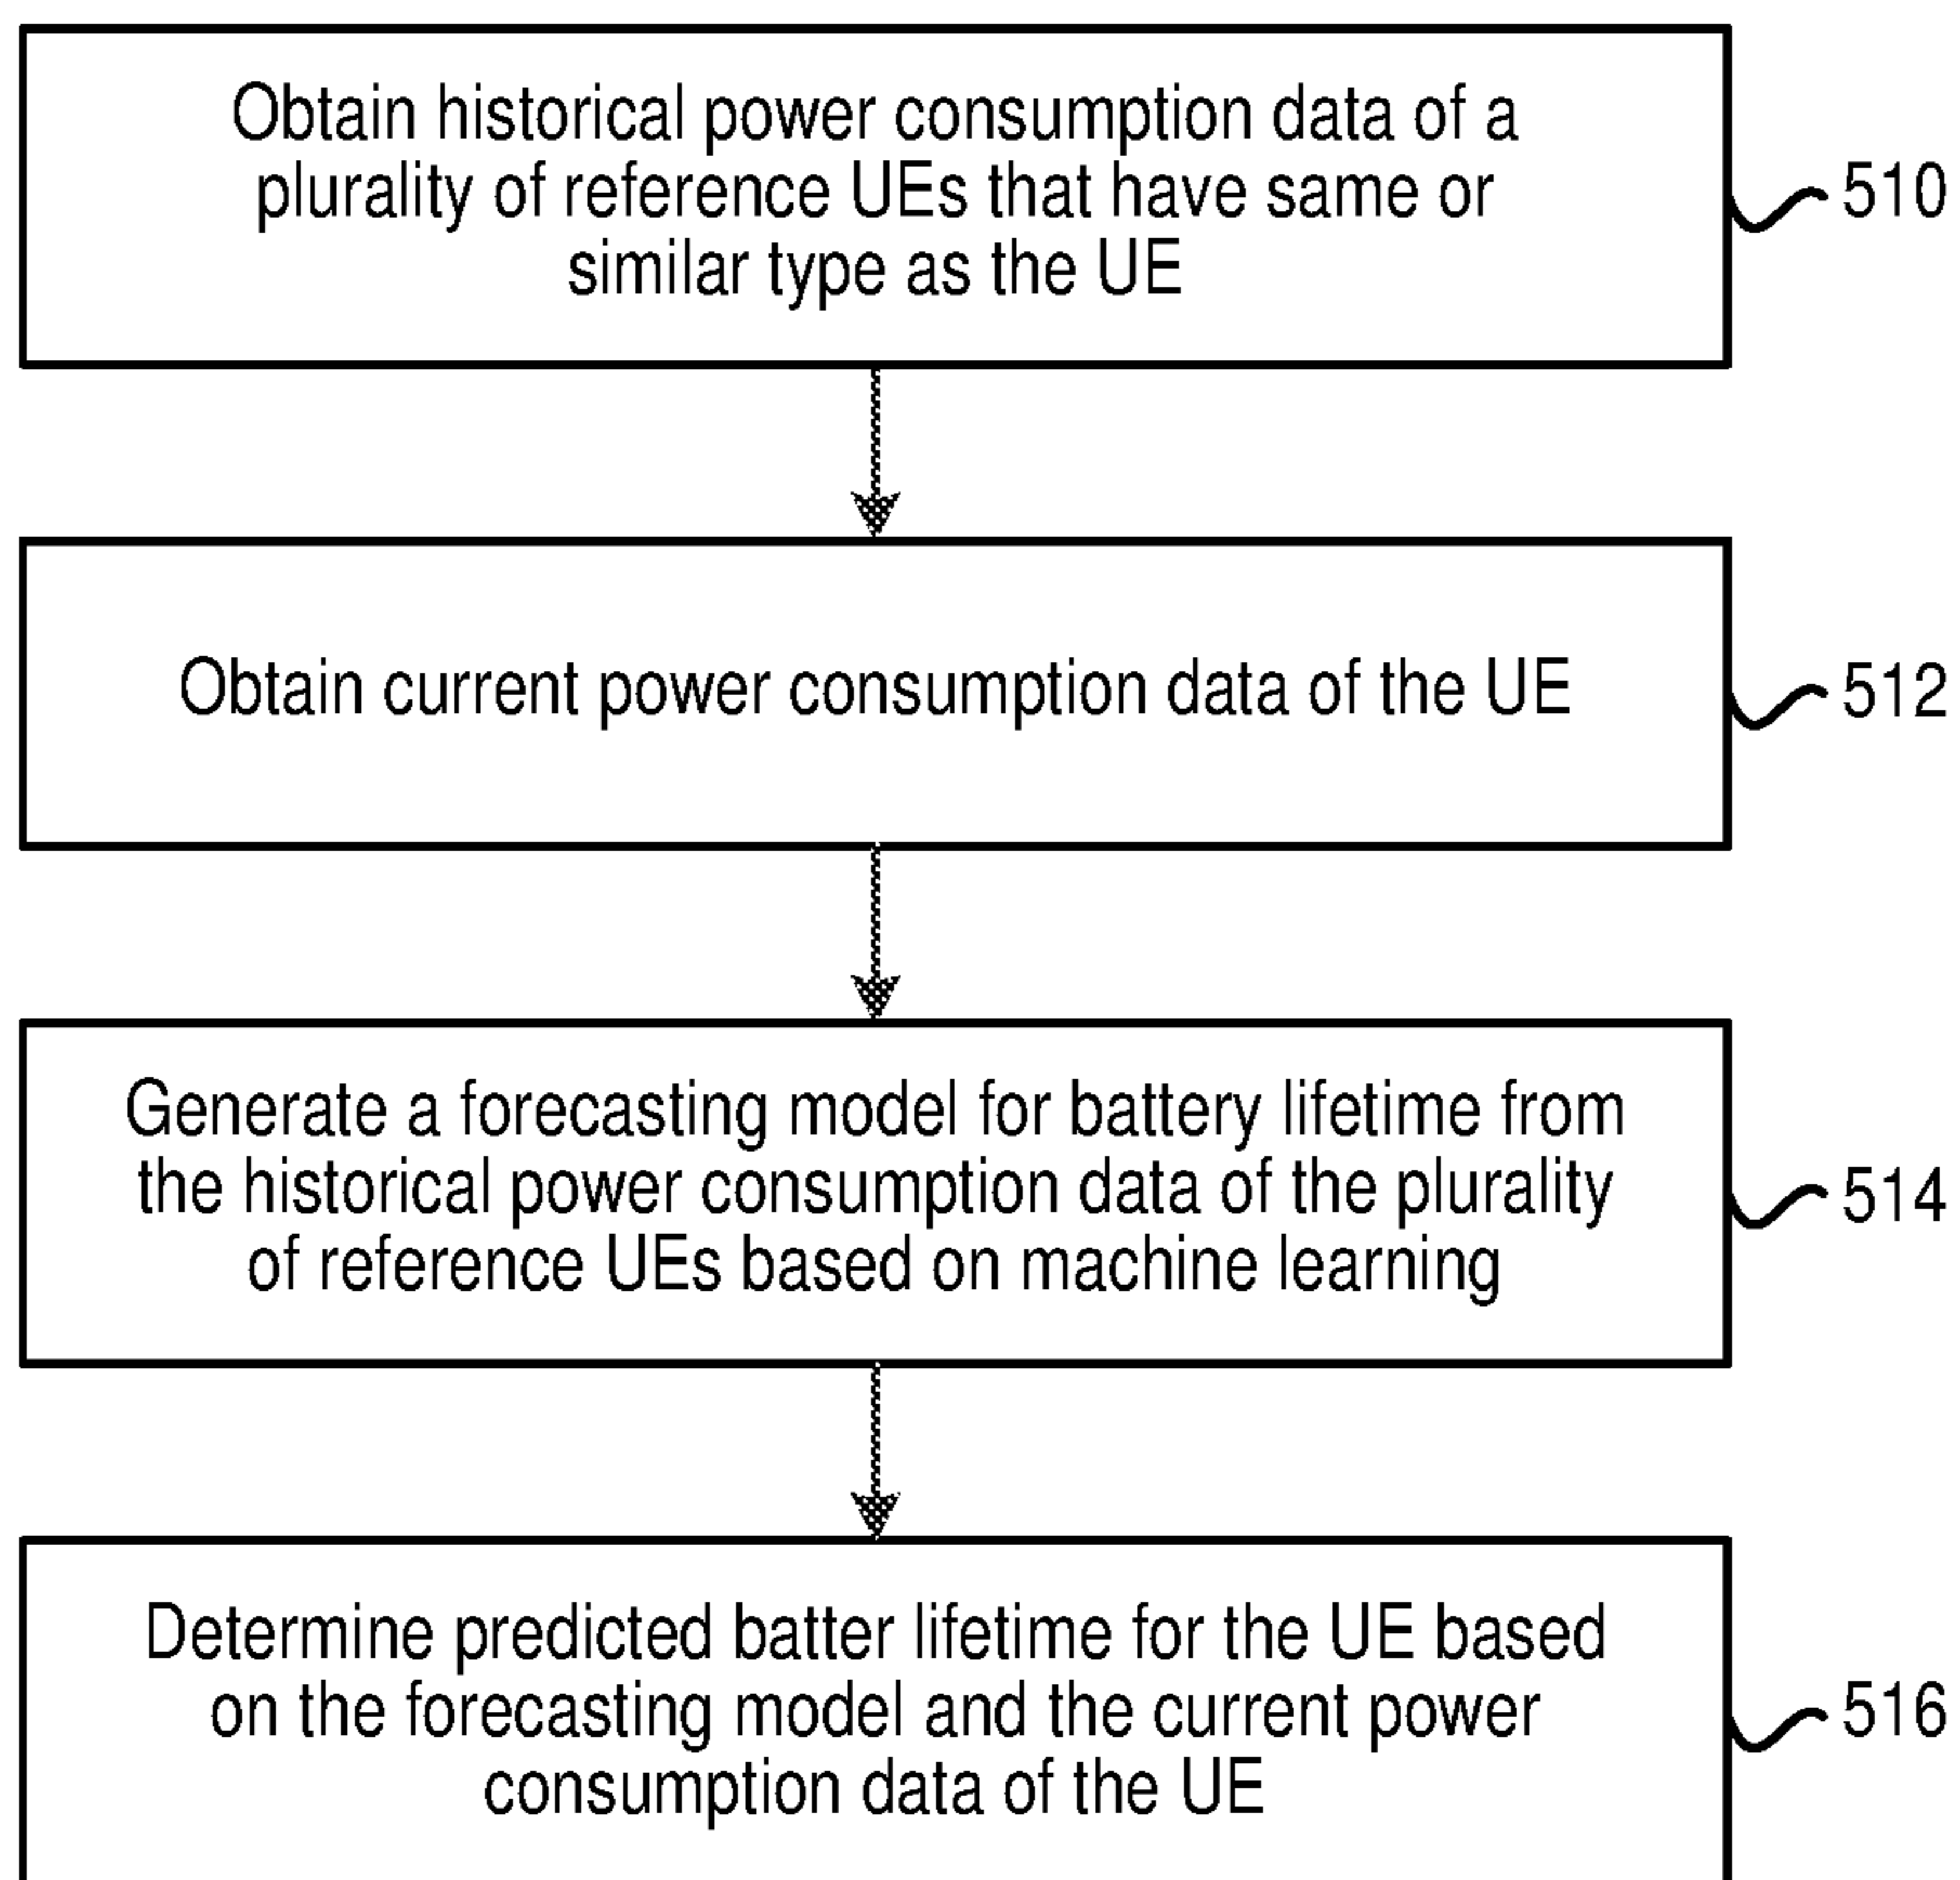 Obtain historical power consumption data of a
plurality of reference UEs that have same or
similar type as the UE
510
Obtain current power consumption data of the UE
512
Generate a forecasting model for battery lifetime from
the historical power consumption data of the plurality
of reference UEs based on machine learning
514
Determine predicted batter lifetime for the UE based
on the forecasting model and the current power
consumption data of the UE
516